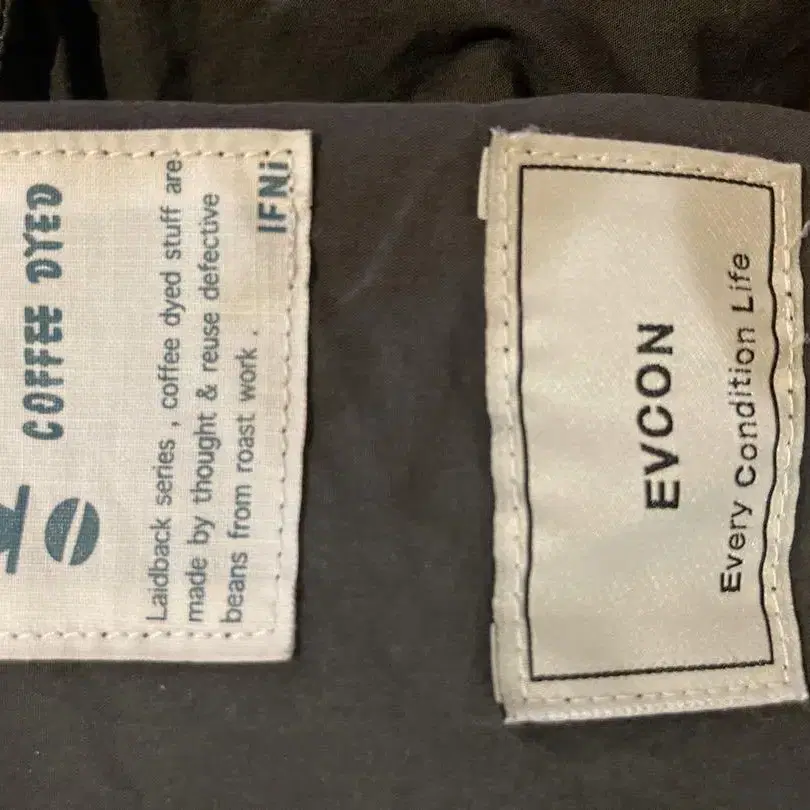 COFFEE DYED
Laidback series , coffee dyed stuff are
made by thought & reuse defective
beans from roast work .
IFNi
EVCON
Every Condition Life